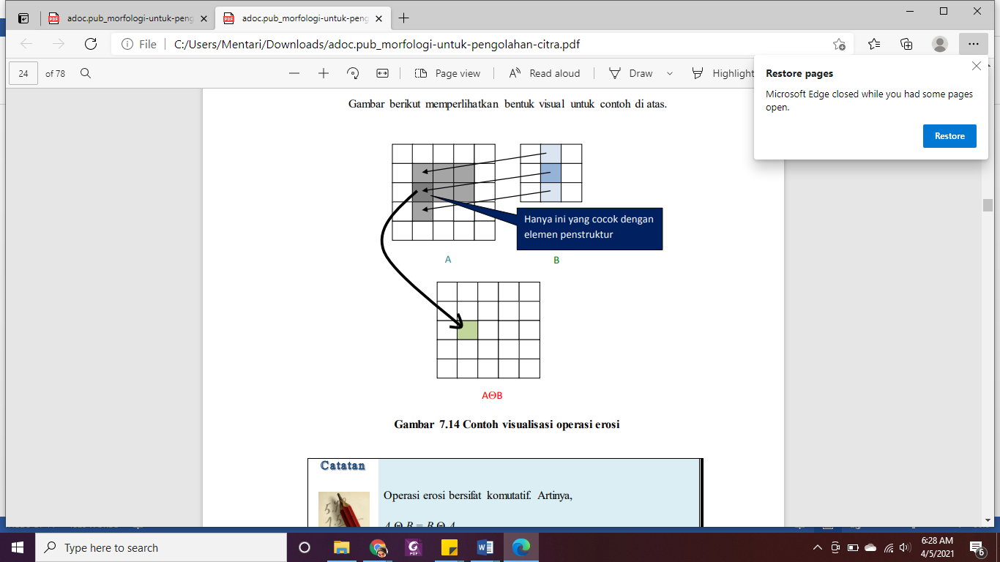 adoc.pub_morfologi-untuk-peng
adoc.pub_morfologi-untuk-peng
File
C:/Users/Mentari/Downloads/adoc.pub_morfologi-untuk-pengolahan-citra.pdf
24
of 78
Page view
Read aloud
Draw
Highlight
Restore pages
Microsoft Edge closed while you had some pages
open.
Restore
Gambar berikut memperlihatkan bentuk visual untuk contoh di atas.
Hanya ini yang cocok dengan
elemen penstruktur
A
B
AΘB
Gambar 7.14 Contoh visualisasi operasi erosi
Catatan
Operasi erosi bersifat komutatif. Artinya,
A Θ B = B Θ A
Type here to search
6:28 AM
4/5/2021
6